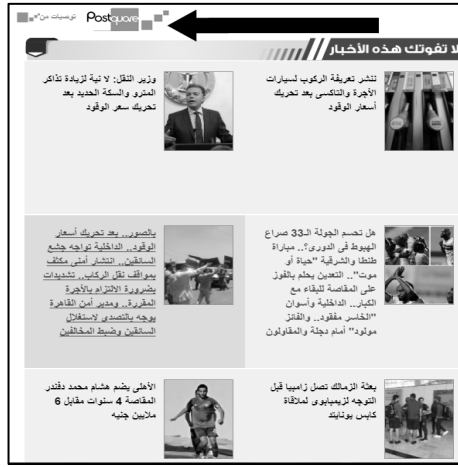 توصيات من
Postquare
لا تفوتك هذه الأخبار
ننشر تعريفة الركوب لسيارات
الأجرة والتاكسى بعد تحريك
أسعار الوقود
وزير النقل: لا نية لزيادة تذاكر
المترو والسكة الحديد بعد
تحريك سعر الوقود
هل تحسم الجولة الـ33 صراع
الهبوط فى الدورى؟.. مباراة
طنطا والشرقية "حياة أو
موت".. التعدين يحلم بالفوز
على المقاصة للبقاء مع
الكبار.. الداخلية وأسوان
"الخاسر مفقود.. والفائز
مولود" أمام دجلة والمقاولون
بالصور.. بعد تحريك أسعار
الوقود.. الداخلية تواجه جشع
السائقين.. انتشار أمنى مكثف
بمواقف نقل الركاب.. تشديدات
بضرورة الالتزام بالأجرة
المقررة.. ومدير أمن القاهرة
يوجه بالتصدى لاستغلال
السائقين وضبط المخالفين
بعثة الزمالك تصل زامبيا قبل
التوجه لزيمبابوى لملاقاة
كابس يونايتد
الأهلى يضم هشام محمد دفندر
المقاصة 4 سنوات مقابل 6
ملايين جنيه